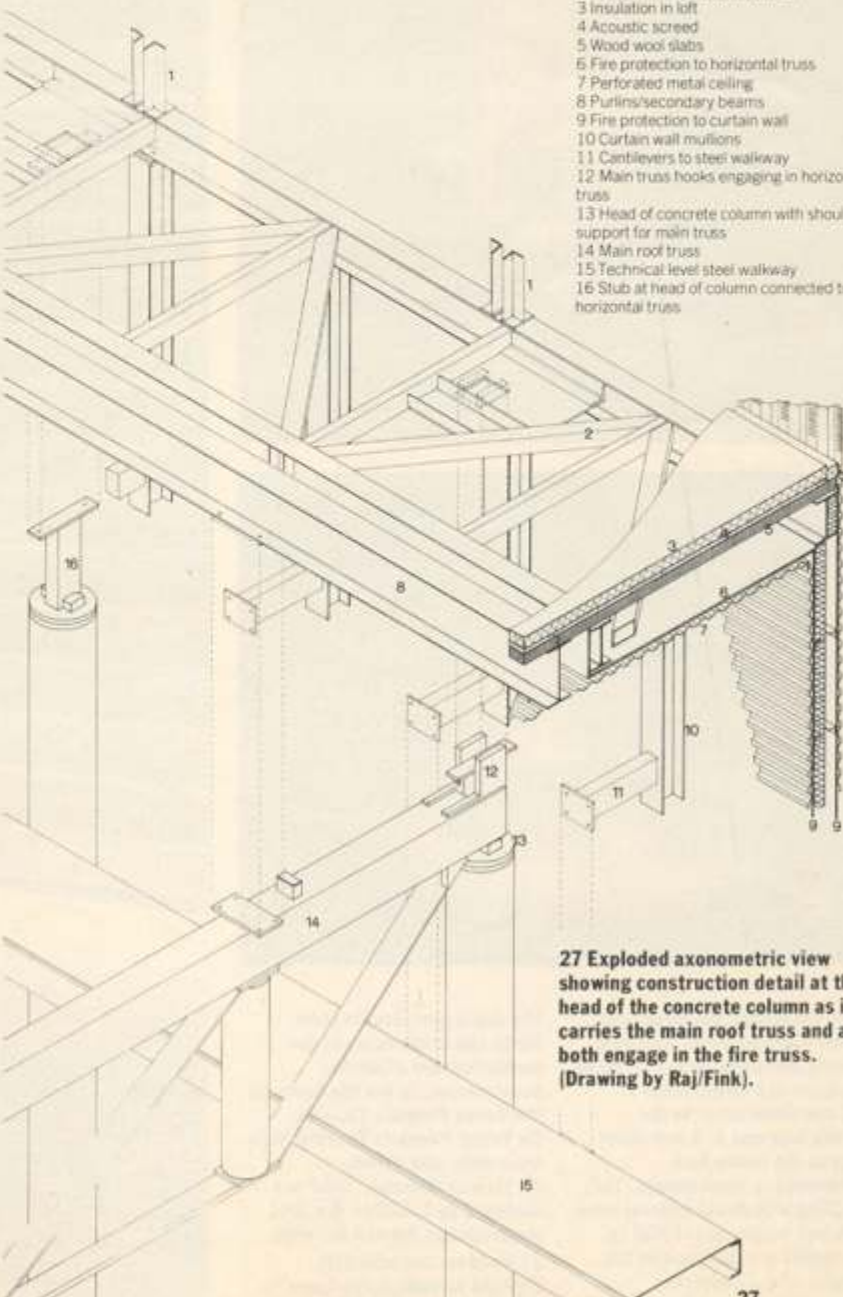 3 Insulation in loft
4 Acoustic screed
5 Wood wool slabs
6 Fire protection to horizontal truss
7 Perforated metal ceiling
8 Purlins/secondary beams
9 Fire protection to curtain wall
10 Curtain wall mullions
11 Cantilevers to steel walkway
12 Main truss hooks engaging in horizo
truss
13 Head of concrete column with shoul
support for main truss
14 Main roof truss
15 Technical level steel walkway
16 Stub at head of column connected t
horizontal truss
1
1
2
3
4
5
16
8
6
7
12
10
11
13
9 9
14
27 Exploded axonometric view
showing construction detail at th
head of the concrete column as i
carries the main roof truss and a
both engage in the fire truss.
(Drawing by Raj/Fink).
15
27